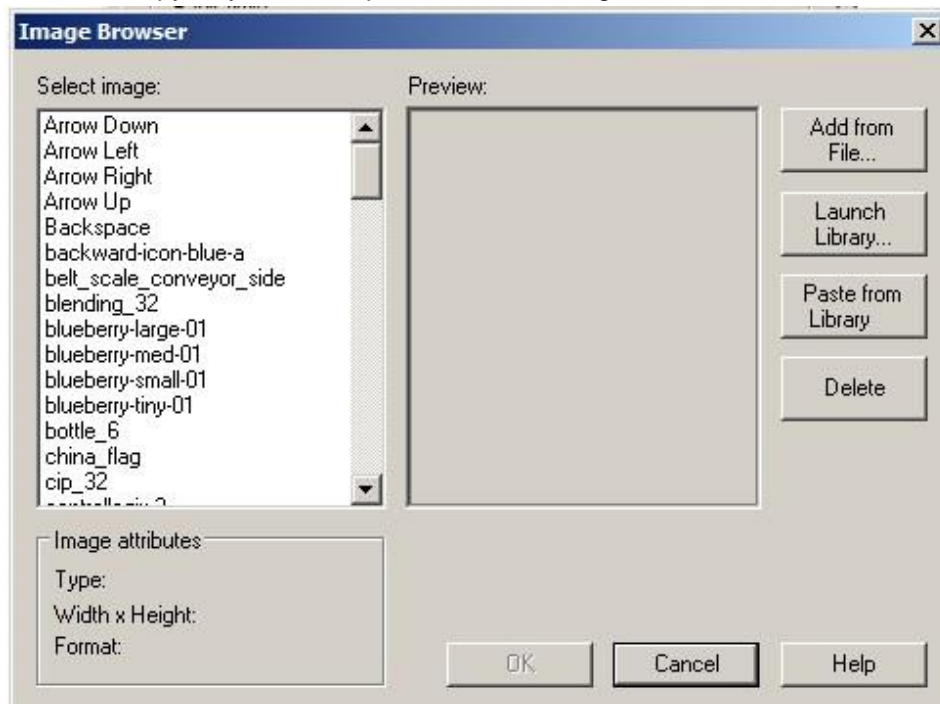 Image Browser
Select image:
Preview:
Arrow Down
Arrow Left
Arrow Right
Arrow Up
Backspace
backward-icon-blue-a
belt_scale_conveyor_side
blending_32
blueberry-large-01
blueberry-med-01
blueberry-small-01
blueberry-tiny-01
bottle_6
china_flag
cip_32
Add from
File...
Launch
Library...
Paste from
Library
Delete
Image attributes
Type:
Width x Height:
Format:
OK
Cancel
Help